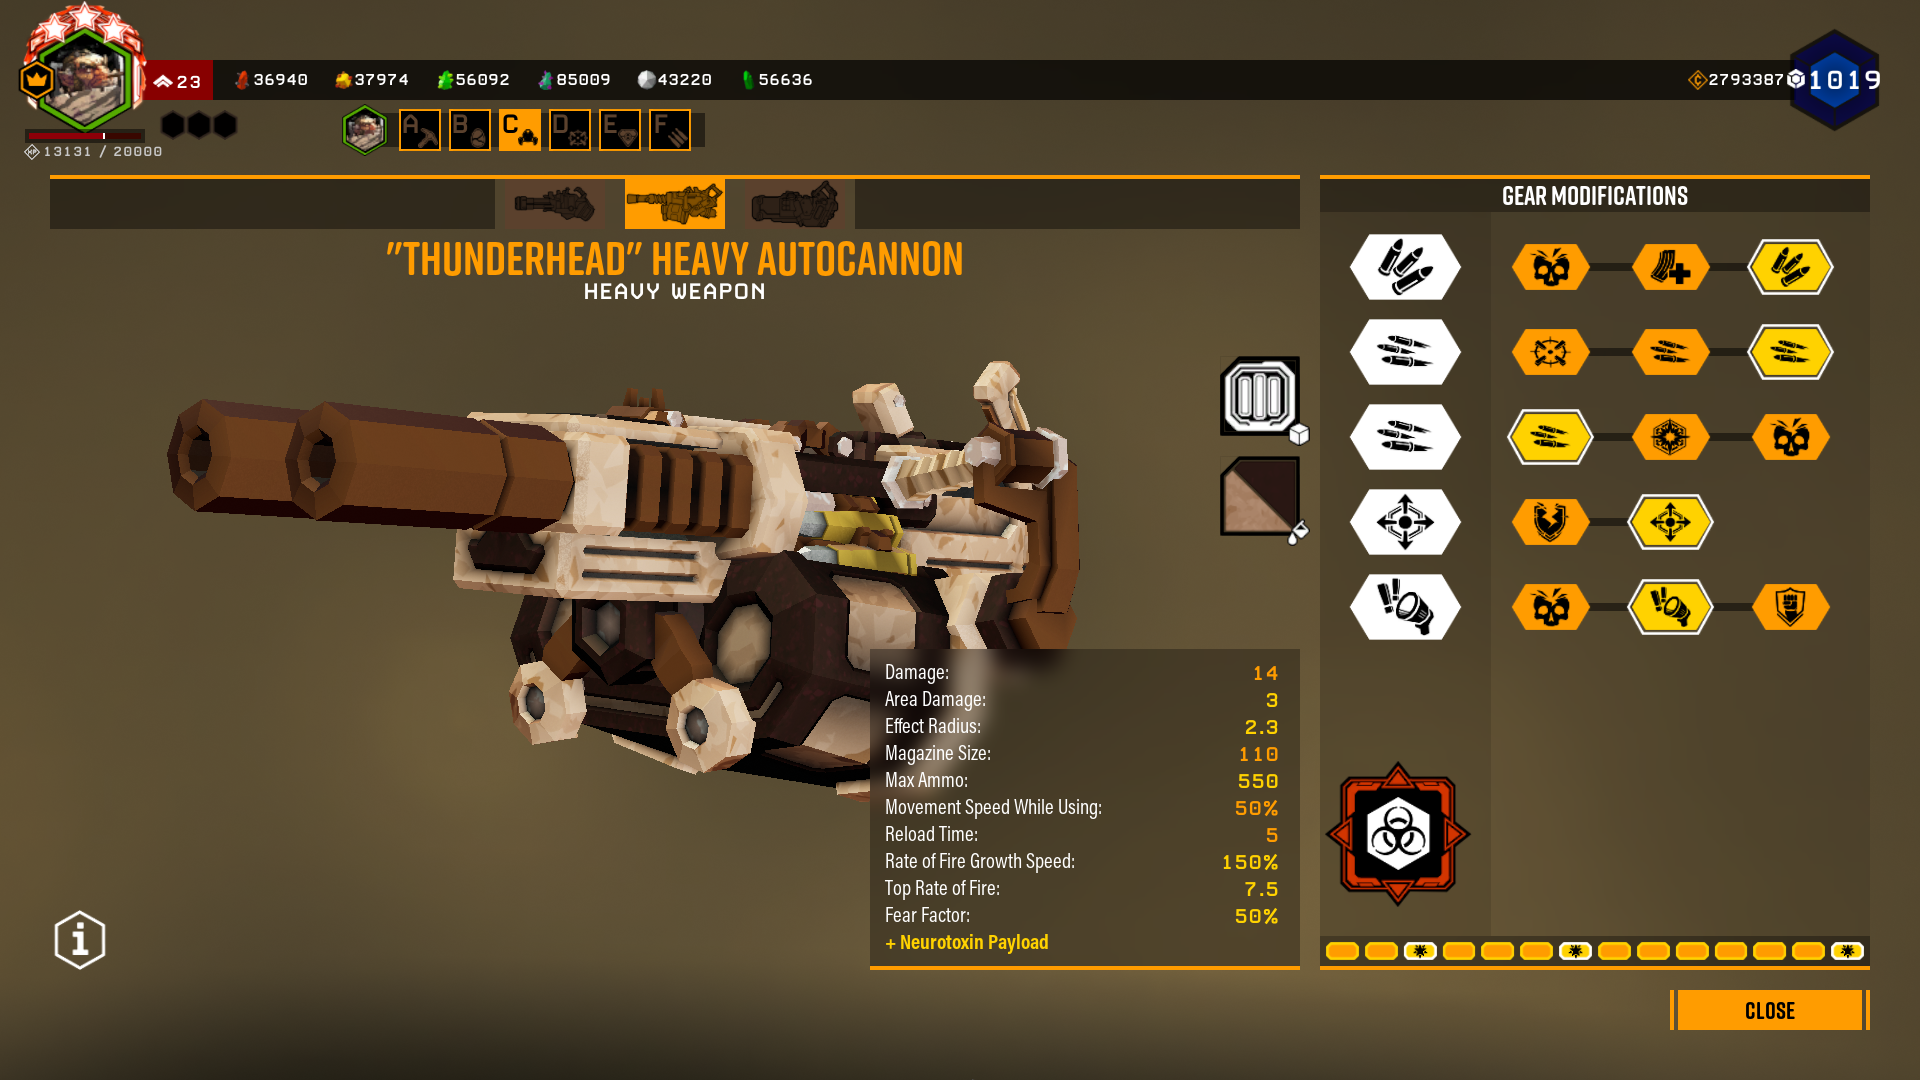 23
36940
37974
56092
85009
43220
56636
2793387
1019
13131 / 20000
A
B
C
D
E
F
GEAR MODIFICATIONS
"THUNDERHEAD" HEAVY AUTOCANNON
HEAVY WEAPON
Damage: 14
Area Damage: 3
Effect Radius: 2.3
Magazine Size: 110
Max Ammo: 550
Movement Speed While Using: 50%
Reload Time: 5
Rate of Fire Growth Speed: 150%
Top Rate of Fire: 7.5
Fear Factor: 50%
+ Neurotoxin Payload
CLOSE